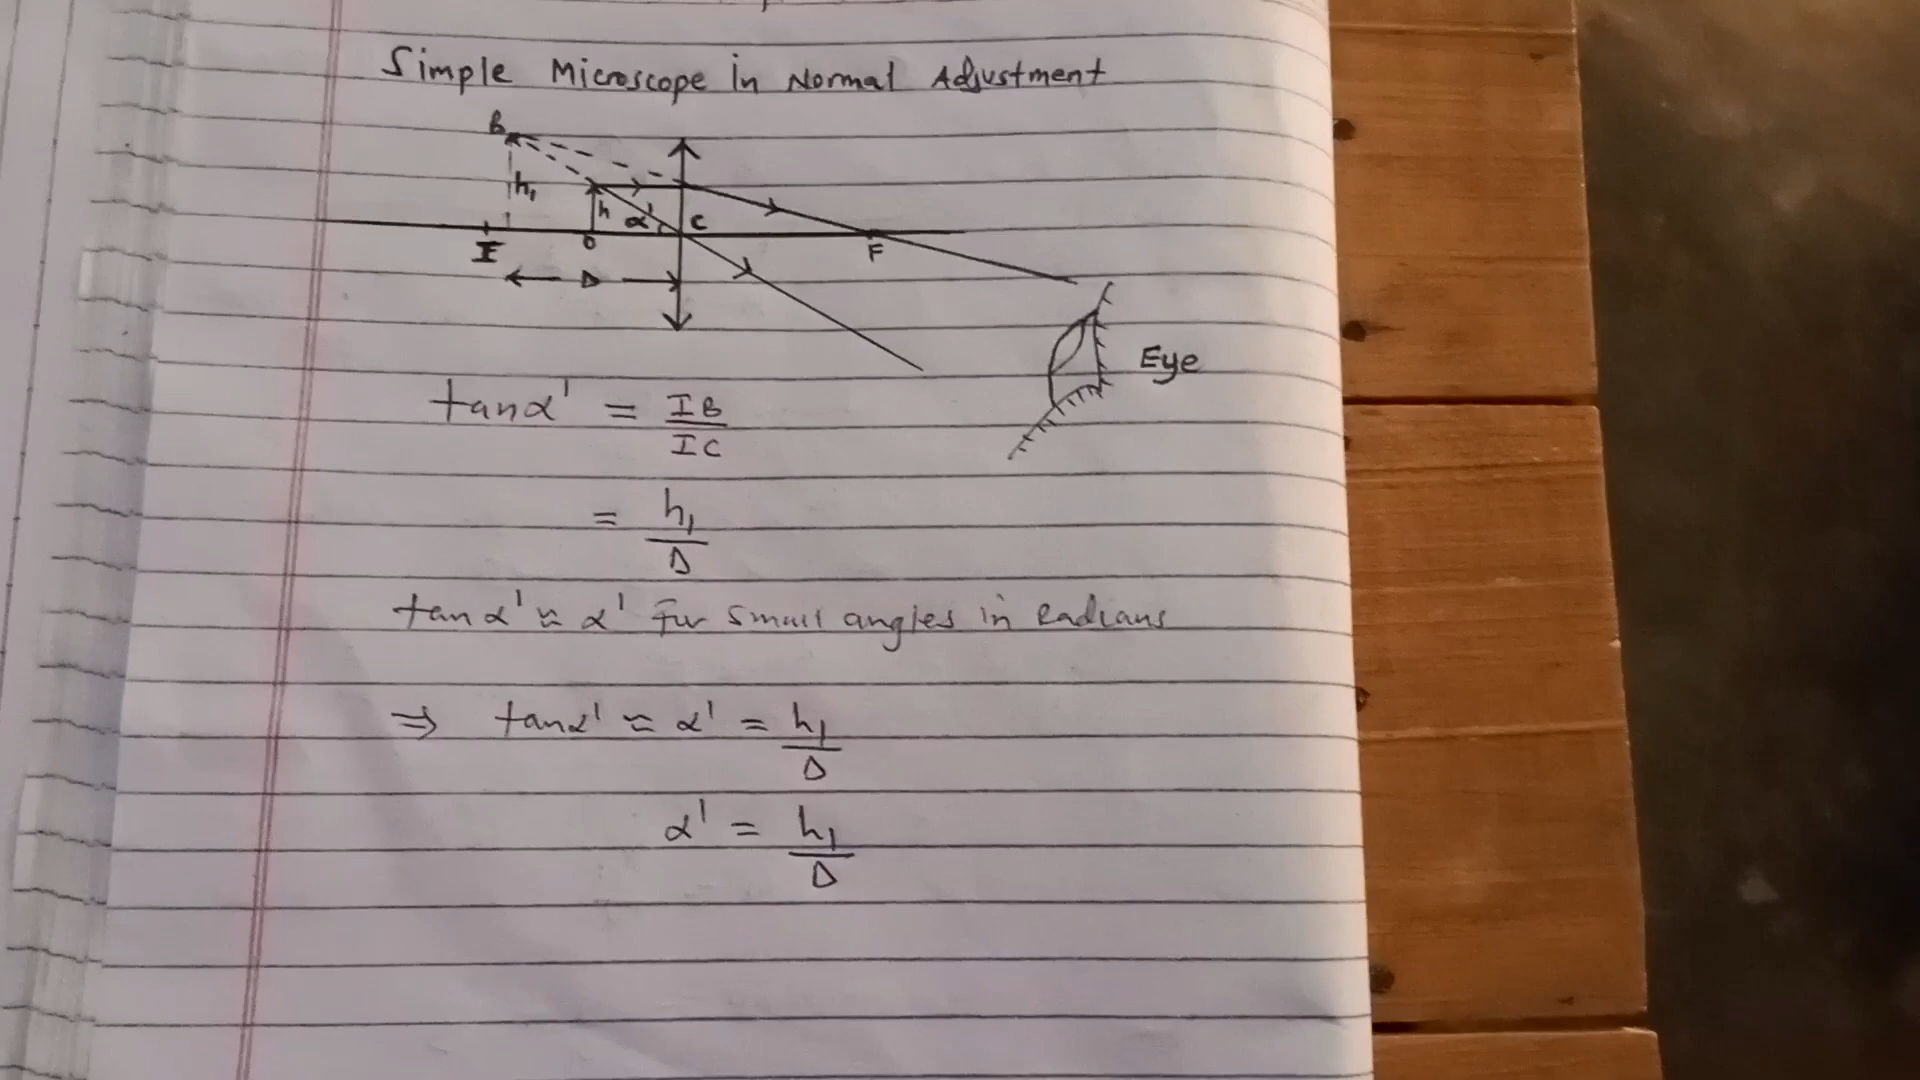 Simple Microscope in Normal Adjustment
B
h₁
h
α'
C
I
O
F
D
Eye
tanα' = IB
IC
= h₁
D
tanα' ≈ α' for small angles in Radians
⇒ tanα' ≈ α' = h₁
D
α' = h₁
D